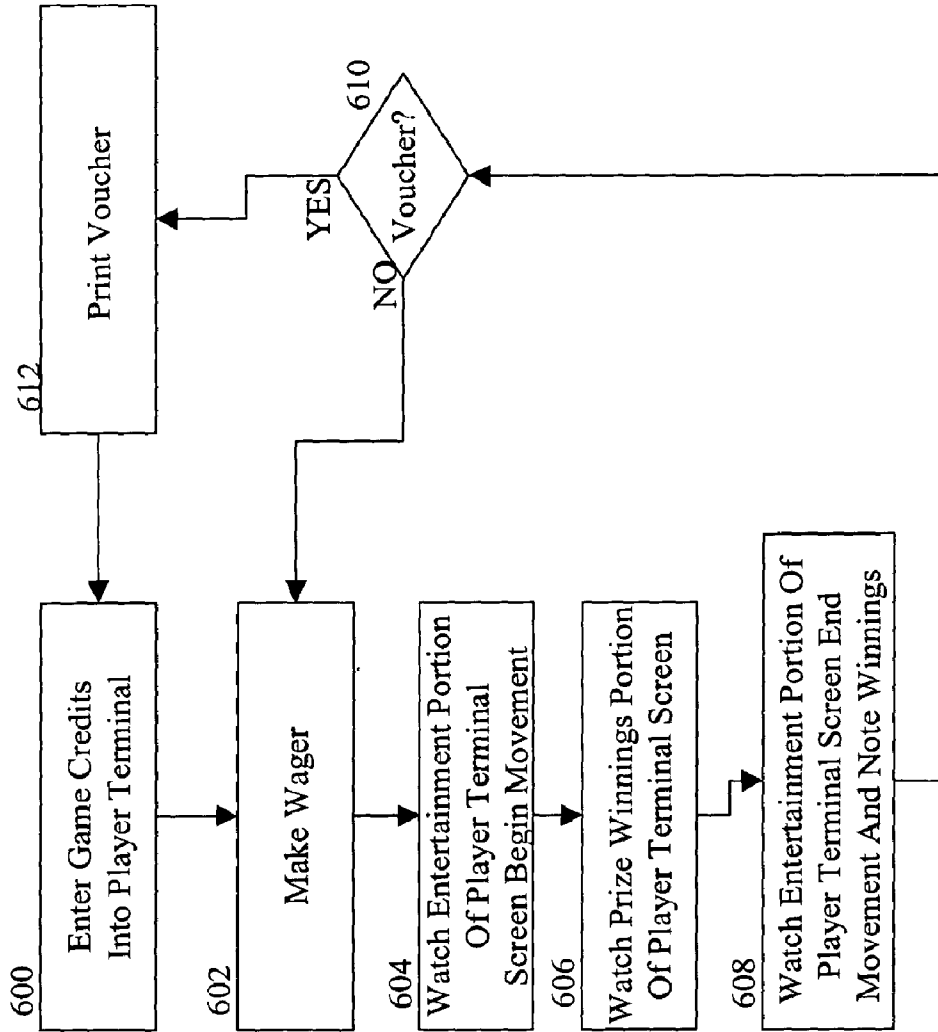 600
Enter Game Credits
Into Player Terminal
602
Make Wager
604
Watch Entertainment Portion
Of Player Terminal
Screen Begin Movement
606
Watch Prize Winnings Portion
Of Player Terminal Screen
608
Watch Entertainment Portion Of
Player Terminal Screen End
Movement And Note Winnings
610
Voucher?
YES
NO
612
Print Voucher